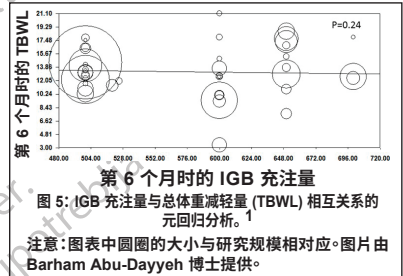 第 6 个月时的 TBWL
21.10
19.29
17.48
15.67
13.86
12.05
10.24
8.43
6.62
4.81
3.00
P=0.24
480.00 504.00 528.00 552.00 576.00 600.00 624.00 648.00 672.00 696.00 720.00
第 6 个月时的 IGB 充注量
图 5: IGB 充注量与总体重减轻量 (TBWL) 相互关系的
元回归分析。1
注意:图表中圆圈的大小与研究规模相对应。图片由
Barham Abu-Dayyeh 博士提供。
er.
potrebija